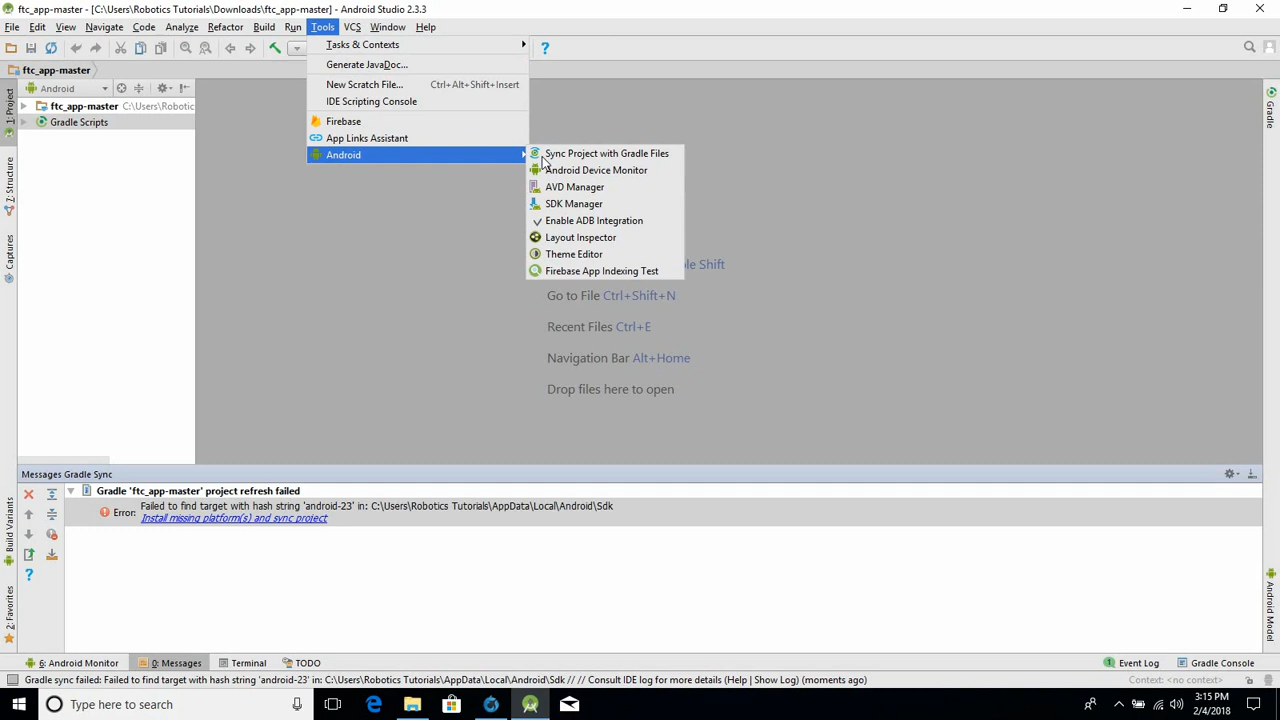 ftc_app-master - [C:\Users\Robotics Tutorials\Downloads\ftc_app-master] - Android Studio 2.3.3
File Edit View Navigate Code Analyze Refactor Build Run Tools VCS Window Help
ftc_app-master
Android
ftc_app-master C:\Users\Robotics
Gradle Scripts
1: Project
7: Structure
Captures
Build Variants
2: Favorites
Tasks & Contexts
Generate JavaDoc...
New Scratch File... Ctrl+Alt+Shift+Insert
IDE Scripting Console
Firebase
App Links Assistant
Android
Sync Project with Gradle Files
Android Device Monitor
AVD Manager
SDK Manager
Enable ADB Integration
Layout Inspector
Theme Editor
Firebase App Indexing Test
le Shift
Go to File Ctrl+Shift+N
Recent Files Ctrl+E
Navigation Bar Alt+Home
Drop files here to open
Gradle
Android Model
Messages Gradle Sync
Gradle 'ftc_app-master' project refresh failed
Error: Failed to find target with hash string 'android-23' in: C:\Users\Robotics Tutorials\AppData\Local\Android\Sdk
Install missing platform(s) and sync project
6: Android Monitor 0: Messages Terminal TODO 1 Event Log Gradle Console
Gradle sync failed: Failed to find target with hash string 'android-23' in: C:\Users\Robotics Tutorials\AppData\Local\Android\Sdk // // Consult IDE log for more details (Help | Show Log) (moments ago) Context: <no context>
Type here to search
3:15 PM
2/4/2018